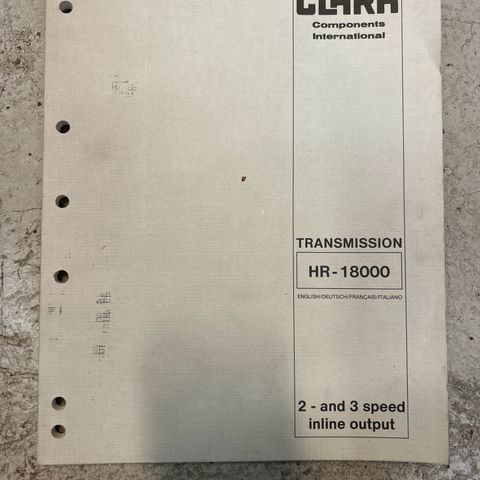 CLARK
Components
International
TRANSMISSION
HR-18000
ENGLISH/DEUTSCH/FRANÇAIS/ITALIANO
2 - and 3 speed
inline output